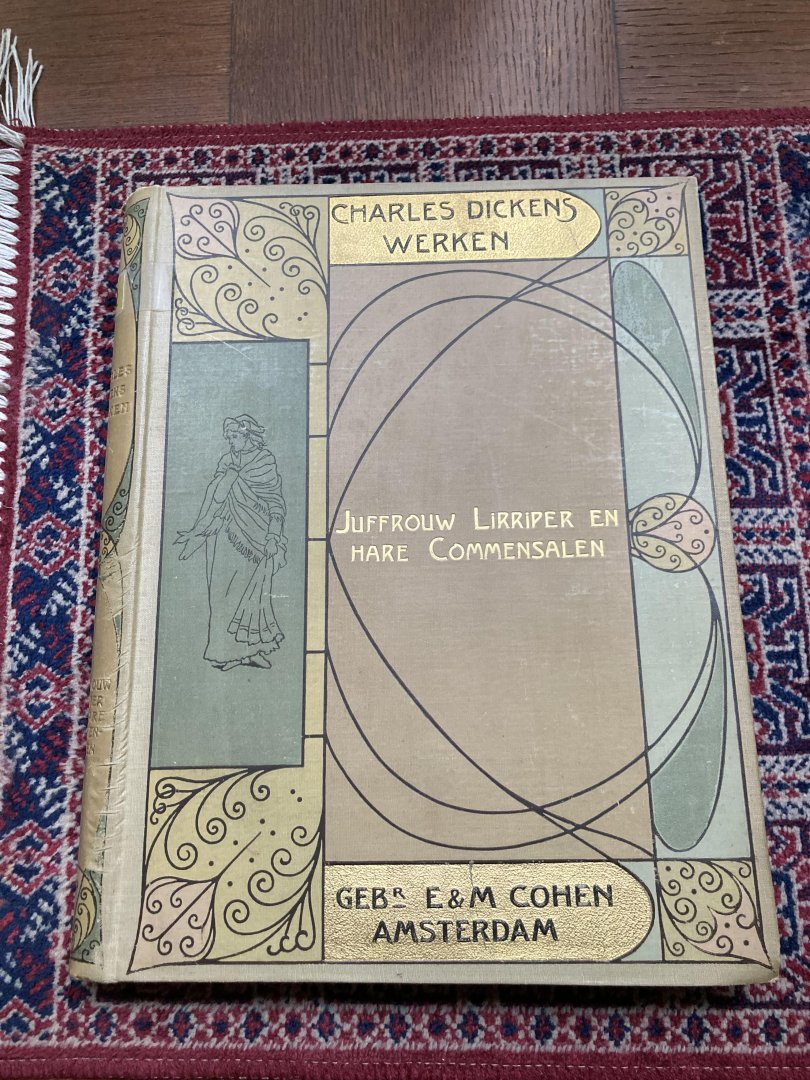 CHARLES DICKENS
WERKEN
JUFFROUW LIRRIPER EN
HARE COMMENSALEN
GEBR E & M COHEN
AMSTERDAM